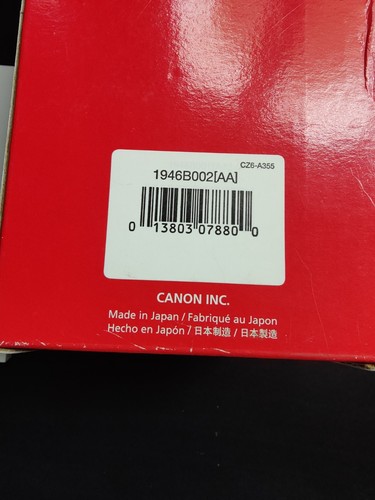 CZ6-A355
1946B002[AA]
0 13803 07880 0
CANON INC.
Made in Japan / Fabriqué au Japon
Hecho en Japón / 日本制造 / 日本製造